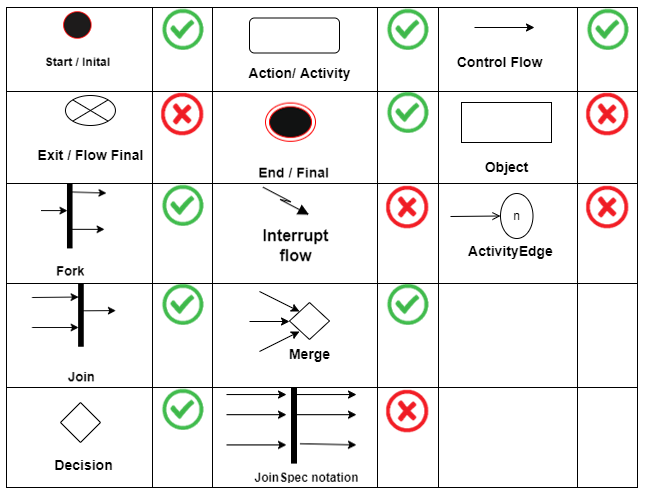 Start / Inital
Action/ Activity
Control Flow
Exit / Flow Final
End / Final
Object
Fork
Interrupt
flow
n
ActivityEdge
Join
Merge
Decision
JoinSpec notation